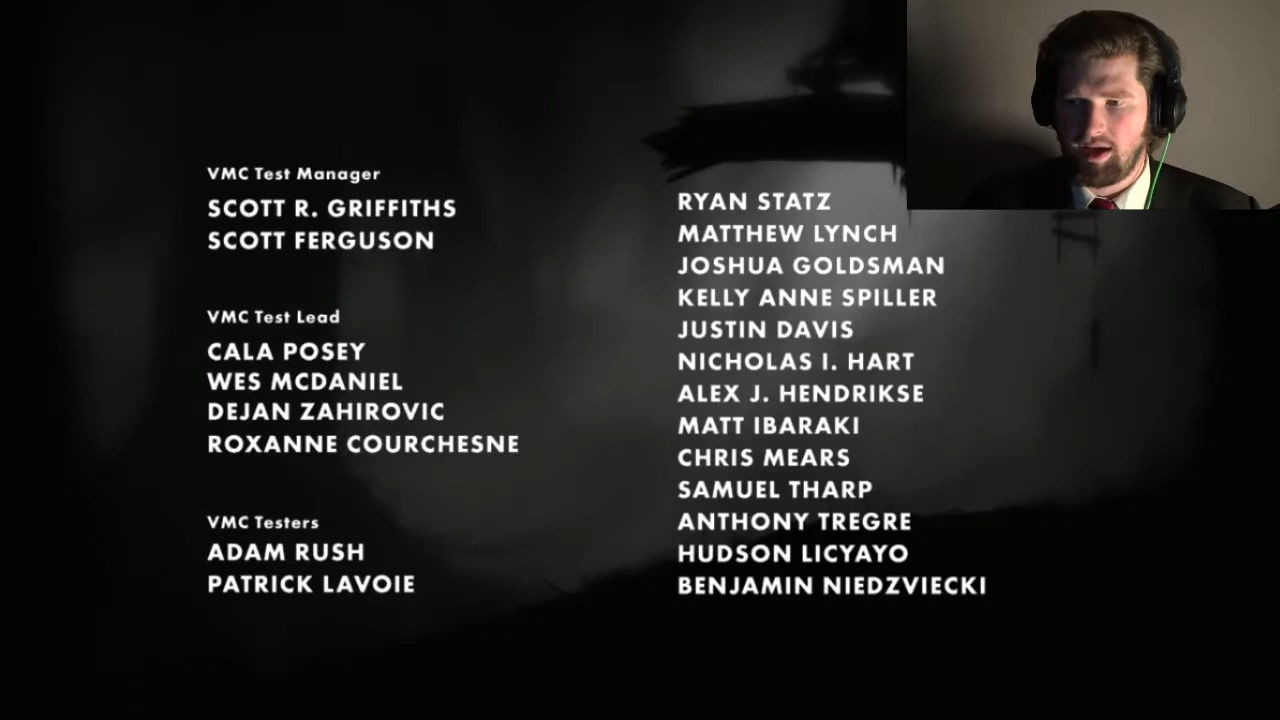 VMC Test Manager
SCOTT R. GRIFFITHS
SCOTT FERGUSON
VMC Test Lead
CALA POSEY
WES MCDANIEL
DEJAN ZAHIROVIC
ROXANNE COURCHESNE
VMC Testers
ADAM RUSH
PATRICK LAVOIE
RYAN STATZ
MATTHEW LYNCH
JOSHUA GOLDSMAN
KELLY ANNE SPILLER
JUSTIN DAVIS
NICHOLAS I. HART
ALEX J. HENDRIKSE
MATT IBARAKI
CHRIS MEARS
SAMUEL THARP
ANTHONY TREGRE
HUDSON LICYAYO
BENJAMIN NIEDZVIECKI